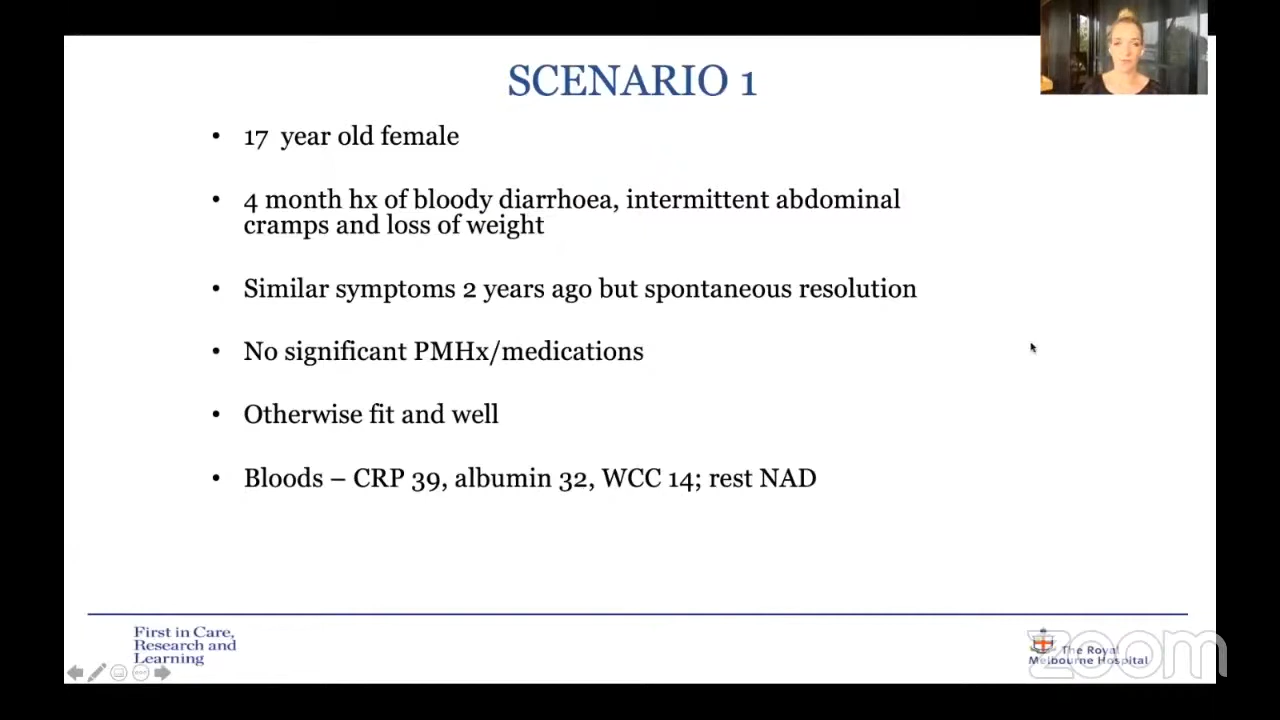 SCENARIO 1
• 17 year old female
• 4 month hx of bloody diarrhoea, intermittent abdominal
cramps and loss of weight
• Similar symptoms 2 years ago but spontaneous resolution
• No significant PMHx/medications
• Otherwise fit and well
• Bloods – CRP 39, albumin 32, WCC 14; rest NAD
First in Care,
Research and
Learning
The Royal
Melbourne Hospital
zoom